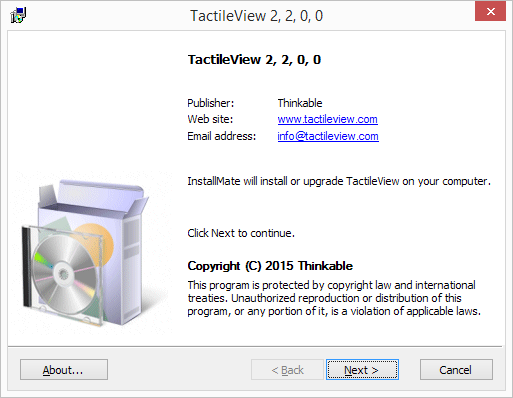 TactileView 2, 2, 0, 0
TactileView 2, 2, 0, 0
Publisher: Thinkable
Web site: www.tactileview.com
Email address: info@tactileview.com
InstallMate will install or upgrade TactileView on your computer.
Click Next to continue.
Copyright (C) 2015 Thinkable
This program is protected by copyright law and international
treaties. Unauthorized reproduction or distribution of this
program, or any portion of it, is a violation of applicable laws.
About... < Back Next > Cancel